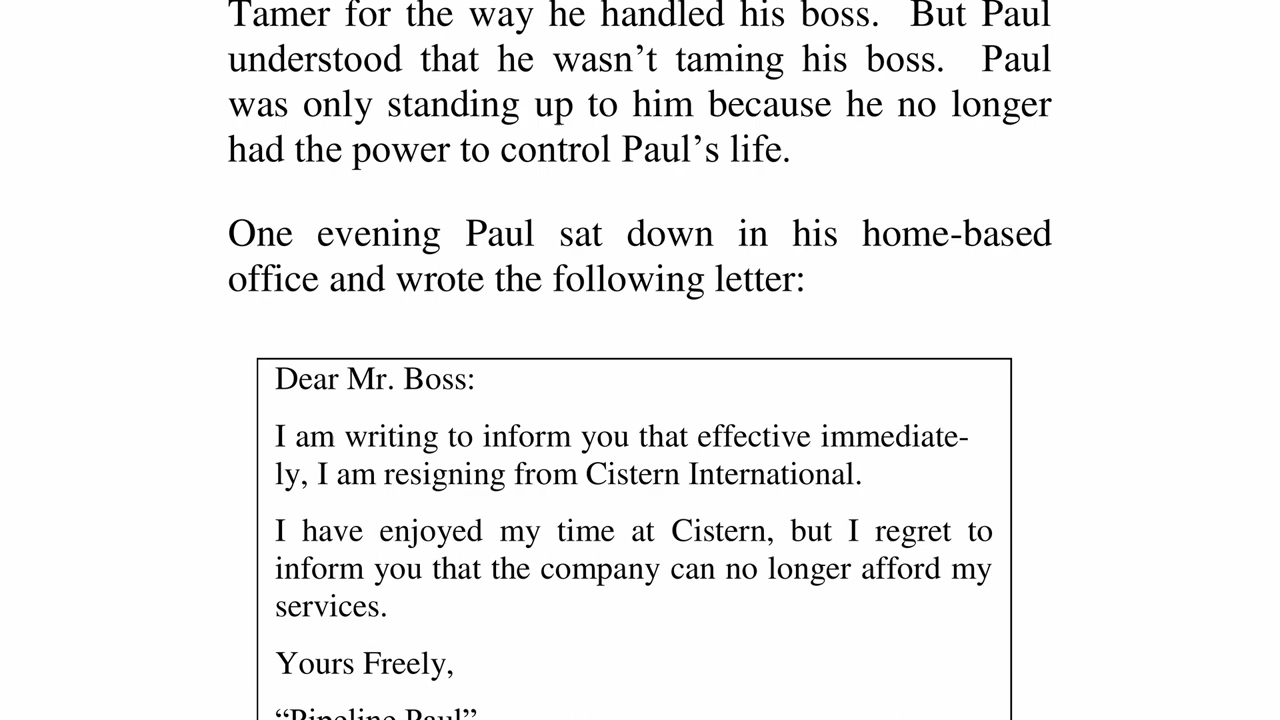 Tamer for the way he handled his boss. But Paul
understood that he wasn’t taming his boss. Paul
was only standing up to him because he no longer
had the power to control Paul’s life.
One evening Paul sat down in his home-based
office and wrote the following letter:
Dear Mr. Boss:
I am writing to inform you that effective immediate-
ly, I am resigning from Cistern International.
I have enjoyed my time at Cistern, but I regret to
inform you that the company can no longer afford my
services.
Yours Freely,
“Pipeline Paul”